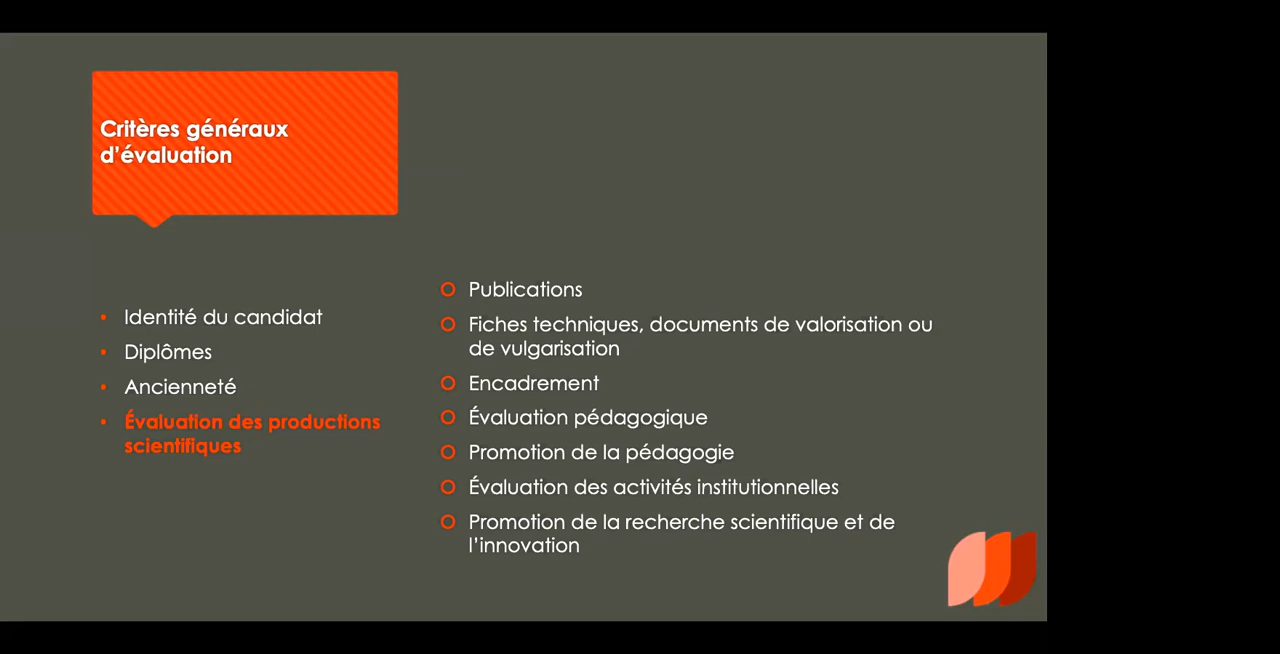 Critères généraux
d’évaluation
Identité du candidat
Diplômes
Ancienneté
Évaluation des productions
scientifiques
Publications
Fiches techniques, documents de valorisation ou
de vulgarisation
Encadrement
Évaluation pédagogique
Promotion de la pédagogie
Évaluation des activités institutionnelles
Promotion de la recherche scientifique et de
l’innovation